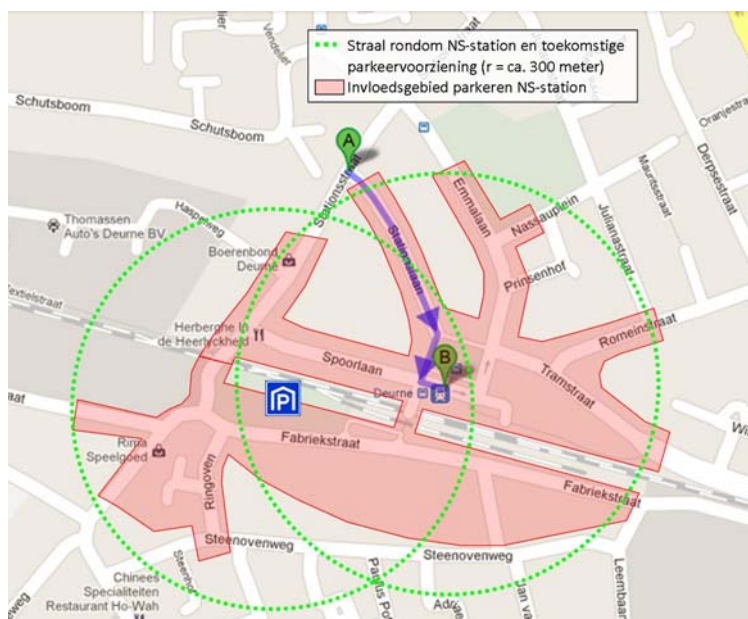 Straal rondom NS-station en toekomstige
parkeervoorziening (r = ca. 300 meter)
Invloedsgebied parkeren NS-station
Vendelier
Schutsboom
Schutsboom
A
Stationsstraat
Oranjestraat
Derpsestraat
Mauritsstraat
Emmalaan
Nassauplein
Julianastraat
Haspelweg
Thomassen
Auto's Deurne BV
Boerenbond
Deurne
Stationslaan
Prinsenhof
Textielstraat
Herberghe In
de Heerlyckheid
Romeinstraat
Spoorlaan
B
Tramstraat
Deurne
P
Rima
Speelgoed
Fabriekstraat
Fabriekstraat
Ringoven
Steenovenweg
Steenovenweg
Steenhof
Chinees
Specialiteiten
Restaurant Ho-Wah